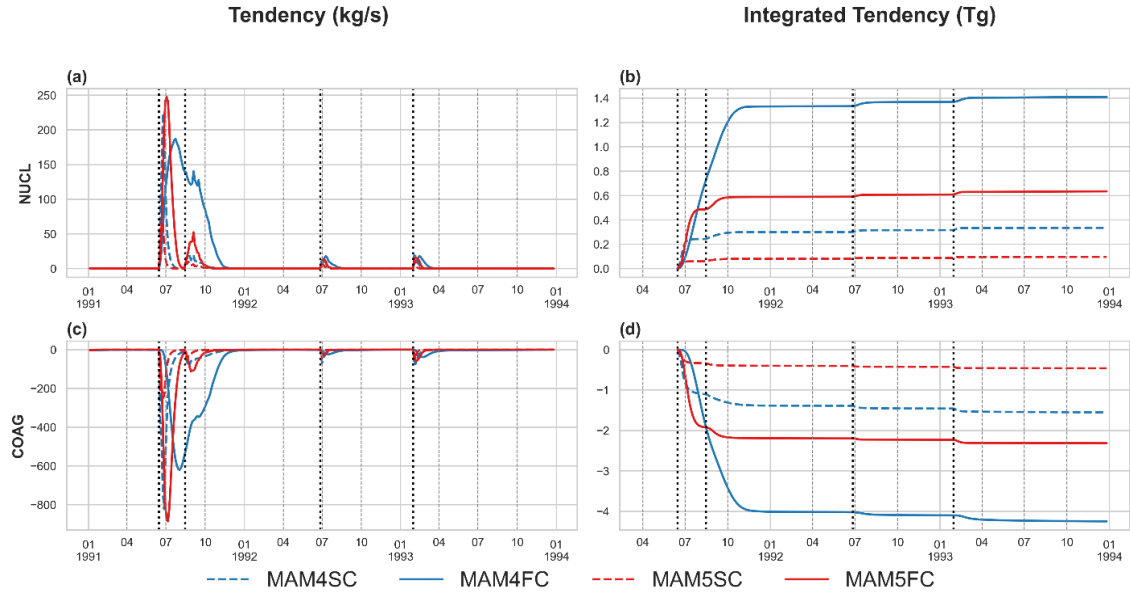 Tendency (kg/s) Integrated Tendency (Tg)
(a) (b)
NUCL
250
200
150
100
50
0
1.4
1.2
1.0
0.8
0.6
0.4
0.2
0.0
01 04 07 10 01 04 07 10 01 04 07 10 01
1991 1992 1993 1994
04 07 10 01 04 07 10 01 04 07 10 01
1992 1993 1994
(c) (d)
COAG
0
−200
−400
−600
−800
0
−1
−2
−3
−4
01 04 07 10 01 04 07 10 01 04 07 10 01
1991 1992 1993 1994
04 07 10 01 04 07 10 01 04 07 10 01
1992 1993 1994
MAM4SC MAM4FC MAM5SC MAM5FC